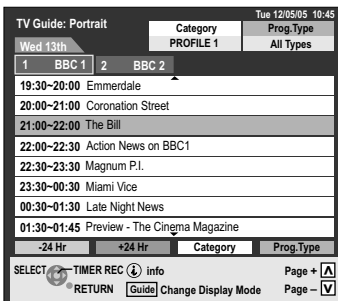 TV Guide: Portrait
Tue 12/05/05 10:45
Category Prog.Type
Wed 13th PROFILE 1 All Types
1 BBC 1 2 BBC 2
19:30~20:00 Emmerdale
20:00~21:00 Coronation Street
21:00~22:00 The Bill
22:00~22:30 Action News on BBC1
22:30~23:30 Magnum P.I.
23:30~00:30 Miami Vice
00:30~01:30 Late Night News
01:30~01:45 Preview - The Cinema Magazine
-24 Hr +24 Hr Category Prog.Type
SELECT TIMER REC i info Page +
RETURN Guide Change Display Mode Page –